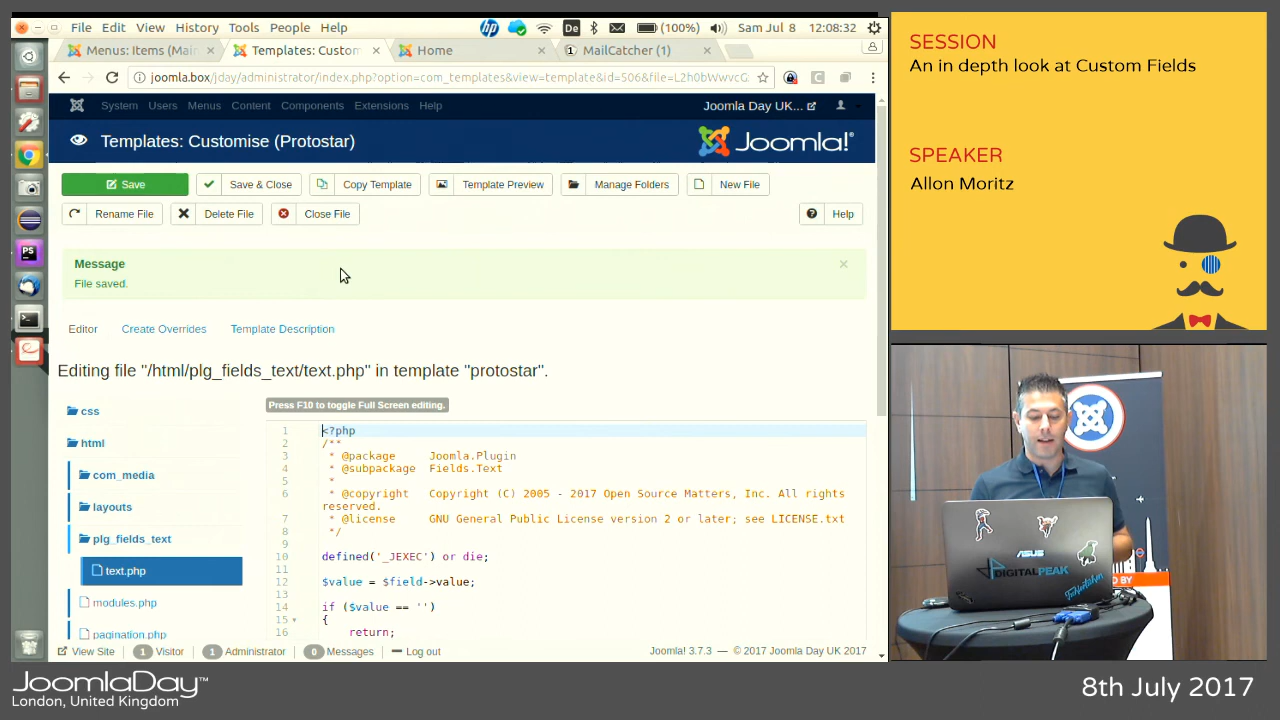 File Edit View History Tools People Help
De (100%) Sam Jul 8 12:08:32
Menus: Items (Main
Templates: Custom
Home
MailCatcher (1)
joomla.box/jday/administrator/index.php?option=com_templates&view=template&id=506&file=L2h0bWwv
System Users Menus Content Components Extensions Help
Joomla Day UK...
Templates: Customise (Protostar)
Joomla!
Save
Save & Close
Copy Template
Template Preview
Manage Folders
New File
Rename File
Delete File
Close File
Help
Message
File saved.
Editor
Create Overrides
Template Description
Editing file "/html/plg_fields_text/text.php" in template "protostar".
Press F10 to toggle Full Screen editing.
css
html
com_media
layouts
plg_fields_text
text.php
modules.php
pagination.php
1 <?php
2 /**
3 * @package Joomla.Plugin
4 * @subpackage Fields.Text
5 *
6 * @copyright Copyright (C) 2005 - 2017 Open Source Matters, Inc. All rights
reserved.
7 * @license GNU General Public License version 2 or later; see LICENSE.txt
8 */
9
10 defined('_JEXEC') or die;
11
12 $value = $field->value;
13
14 if ($value == '')
15 {
16 return;
View Site 1 Visitor 1 Administrator 0 Messages Log out
Joomla! 3.7.3 — © 2017 Joomla Day UK 2017
SESSION
An in depth look at Custom Fields
SPEAKER
Allon Moritz
ASUS
DIGITALPEAK
JoomlaDay™
London, United Kingdom
8th July 2017